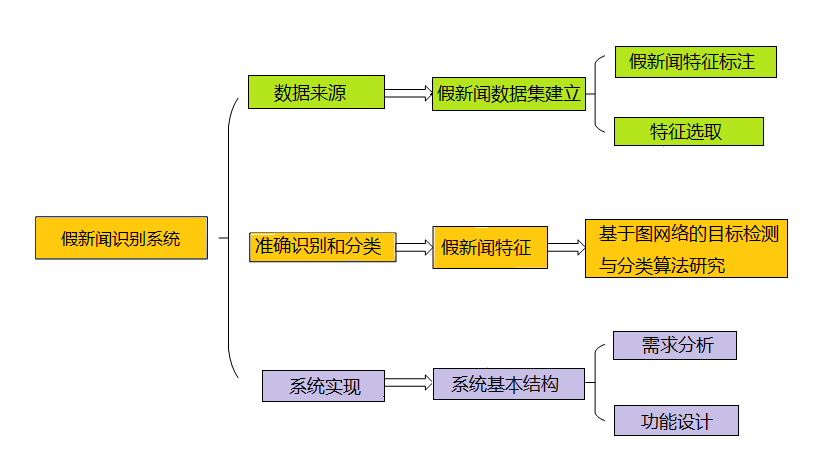 假新闻识别系统
数据来源
假新闻数据集建立
假新闻特征标注
特征选取
准确识别和分类
假新闻特征
基于图网络的目标检测
与分类算法研究
系统实现
系统基本结构
需求分析
功能设计